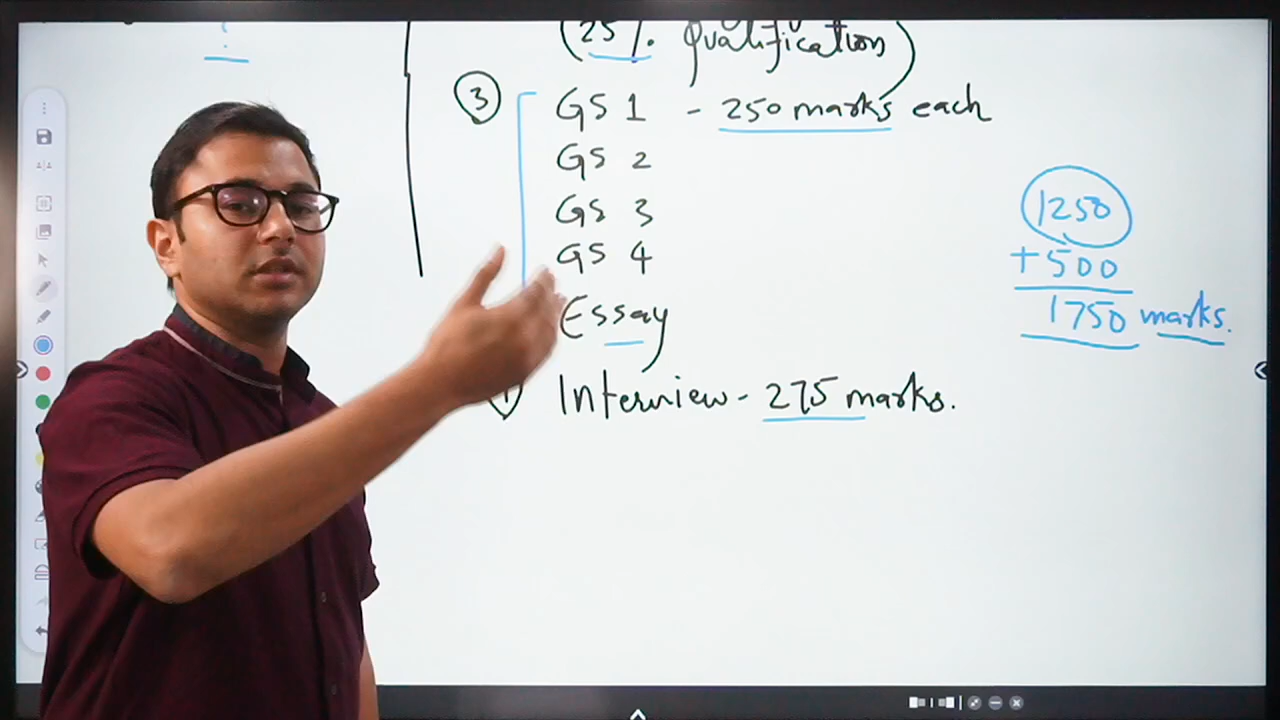 ?
(25%. Qualification)
③ GS 1 - 250 marks each
GS 2
GS 3
GS 4
Essay
Interview - 275 marks.
1250
+500
1750 marks.